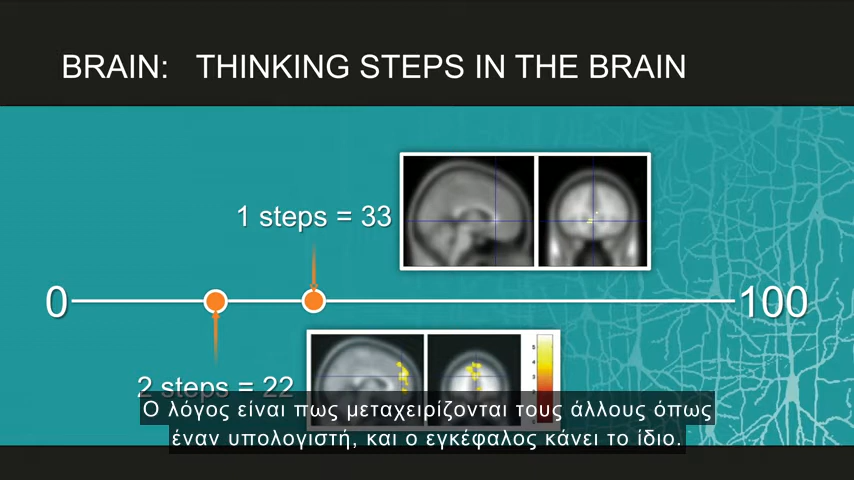 BRAIN: THINKING STEPS IN THE BRAIN
1 steps = 33
0
100
2 steps = 22
Ο λόγος είναι πως μεταχειρίζονται τους άλλους όπως
έναν υπολογιστή, και ο εγκέφαλος κάνει το ίδιο.